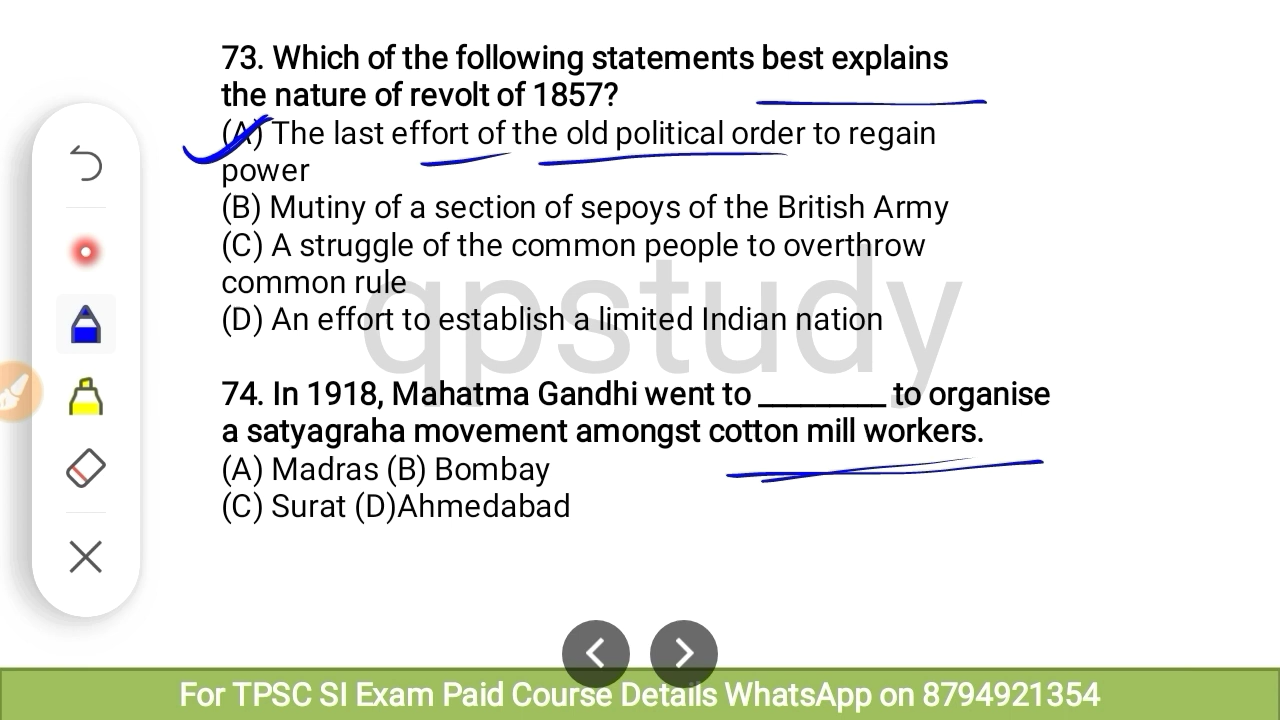 73. Which of the following statements best explains
the nature of revolt of 1857?
(A) The last effort of the old political order to regain
power
(B) Mutiny of a section of sepoys of the British Army
(C) A struggle of the common people to overthrow
common rule
(D) An effort to establish a limited Indian nation
qpstudy
74. In 1918, Mahatma Gandhi went to _________ to organise
a satyagraha movement amongst cotton mill workers.
(A) Madras (B) Bombay
(C) Surat (D)Ahmedabad
For TPSC SI Exam Paid Course Details WhatsApp on 8794921354